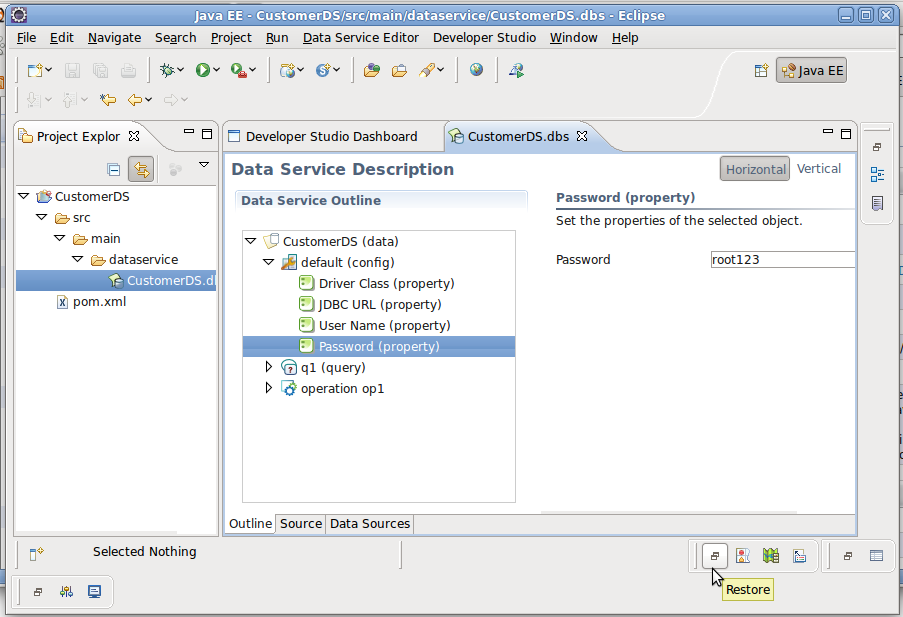 Java EE - CustomerDS/src/main/dataservice/CustomerDS.dbs - Eclipse
File Edit Navigate Search Project Run Data Service Editor Developer Studio Window Help
Java EE
Project Explor
Developer Studio Dashboard
CustomerDS.dbs
Data Service Description
Horizontal
Vertical
CustomerDS
src
main
dataservice
CustomerDS.dl
pom.xml
Data Service Outline
CustomerDS (data)
default (config)
Driver Class (property)
JDBC URL (property)
User Name (property)
Password (property)
q1 (query)
operation op1
Password (property)
Set the properties of the selected object.
Password
root123
Outline
Source
Data Sources
Selected Nothing
Restore